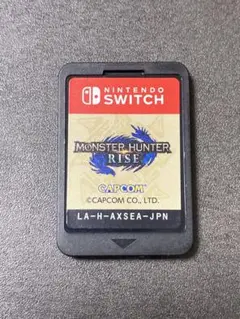 NINTENDO
SWITCH
MONSTER HUNTER
RISE
CAPCOM
©CAPCOM CO., LTD.
LA-H-AXSEA-JPN